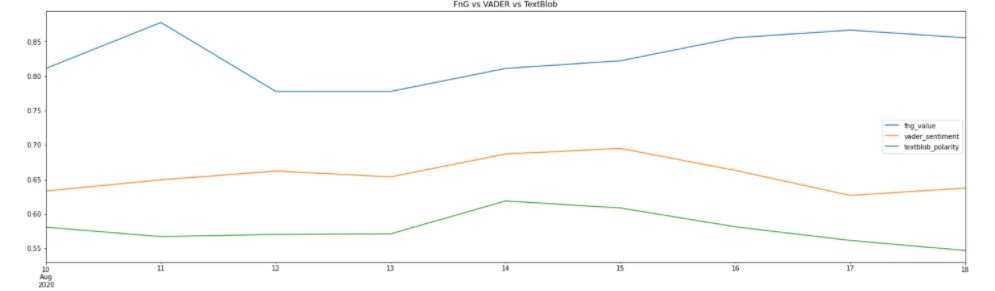 FnG vs VADER vs TextBlob
0.85
0.80
0.75
0.70
0.65
0.60
0.55
fng_value
vader_sentiment
textblob_polarity
10 11 12 13 14 15 16 17 18
Aug
2020